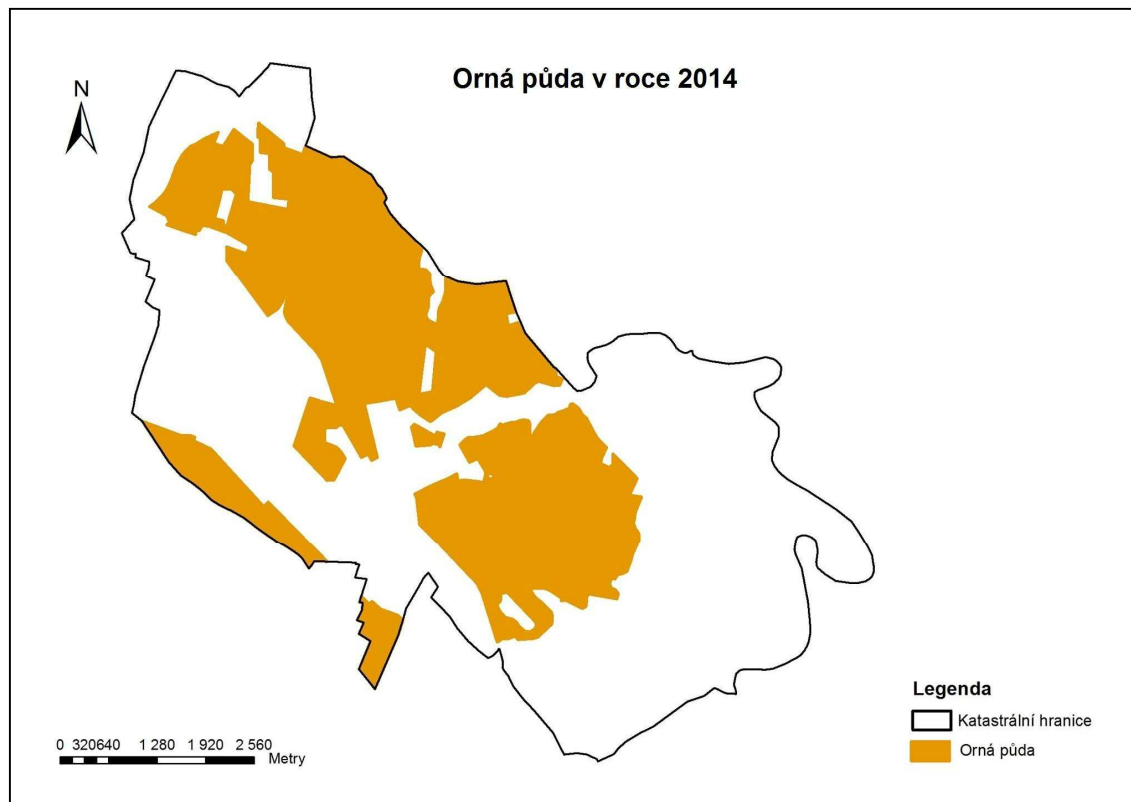 Orná půda v roce 2014
N
Legenda
Katastrální hranice
Orná půda
0 320640 1 280 1 920 2 560
Metry